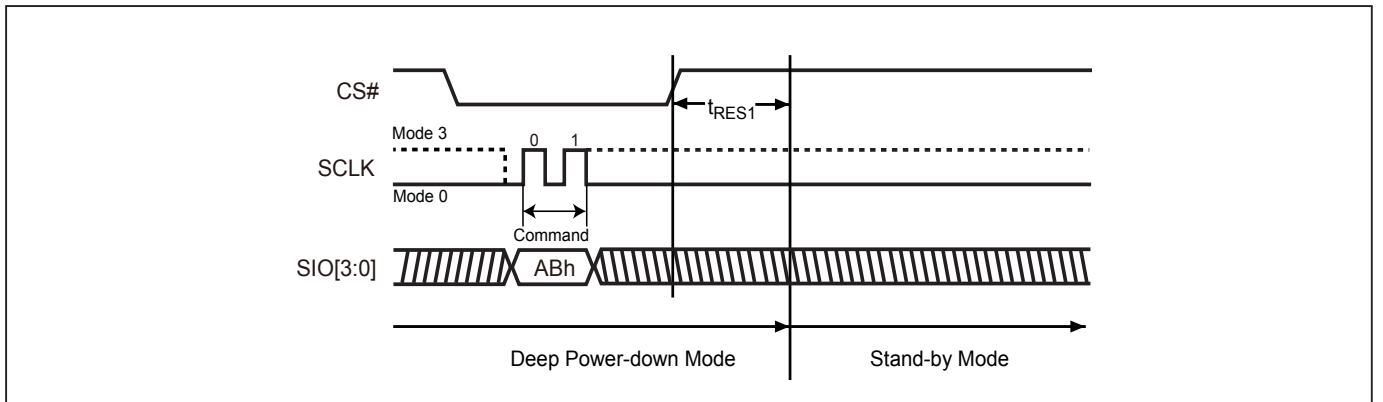 CS#
tRES1
Mode 3
0 1
SCLK
Mode 0
Command
SIO[3:0]
ABh
Deep Power-down Mode
Stand-by Mode